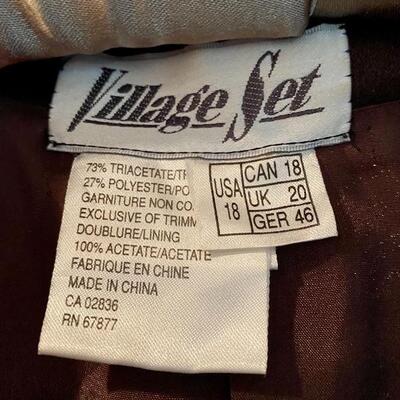 Village Set
73% TRIACETATE/TR
27% POLYESTER/PO
GARNITURE NON CO
EXCLUSIVE OF TRIMM
DOUBLURE/LINING
100% ACETATE/ACETATE
FABRIQUE EN CHINE
MADE IN CHINA
CA 02836
RN 67877
USA 18
CAN 18
UK 20
GER 46